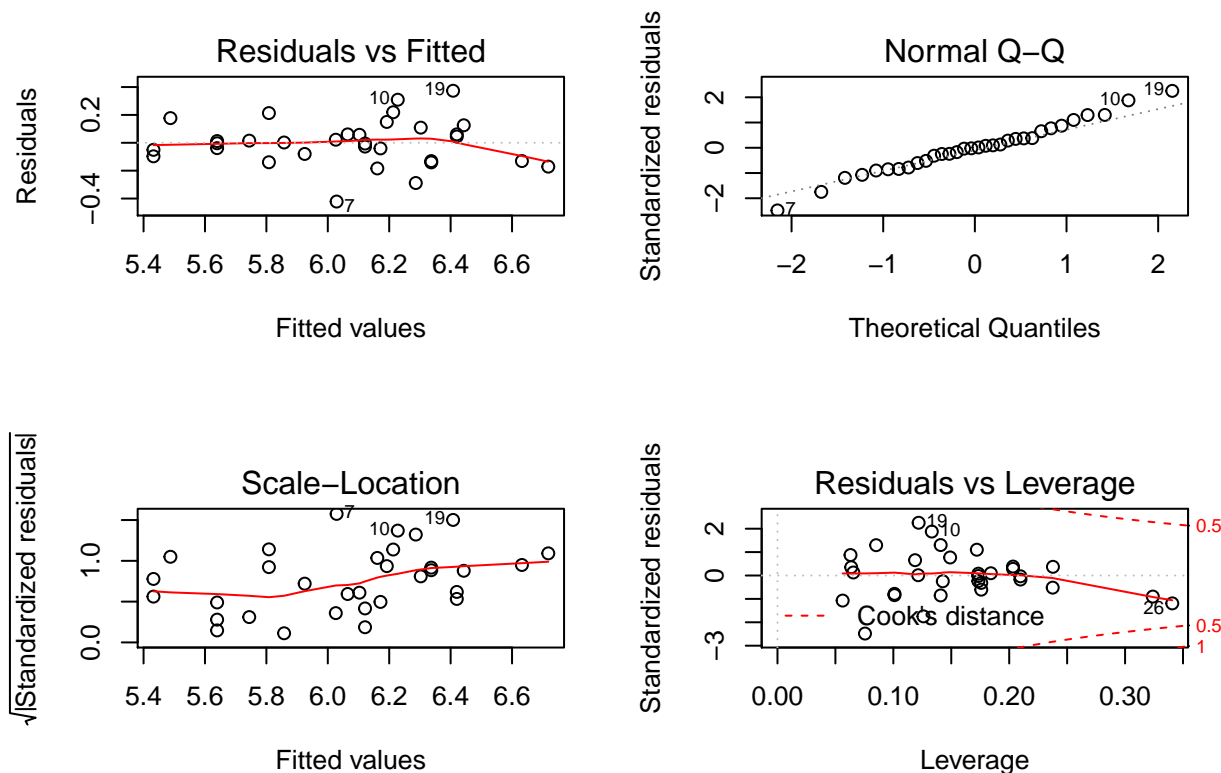 Residuals vs Fitted
Residuals
0.2
−0.4
10
19
7
5.4 5.6 5.8 6.0 6.2 6.4 6.6
Fitted values
Normal Q−Q
Standardized residuals
2
0
−2
10
19
7
−2 −1 0 1 2
Theoretical Quantiles
Scale−Location
√|Standardized residuals|
1.0
0.0
7
10
19
5.4 5.6 5.8 6.0 6.2 6.4 6.6
Fitted values
Residuals vs Leverage
Standardized residuals
2
0
−3
19
10
26
Cook's distance
0.5
0.5
1
0.00 0.10 0.20 0.30
Leverage